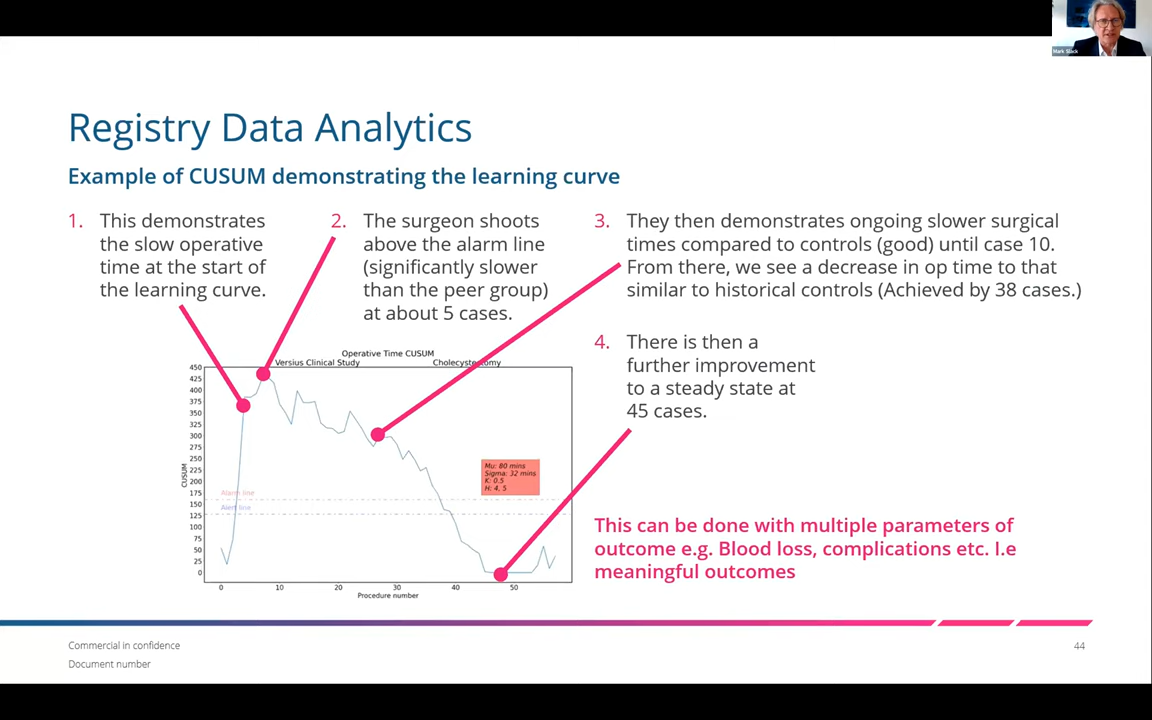 Mark Slack
Registry Data Analytics
Example of CUSUM demonstrating the learning curve
1. This demonstrates
the slow operative
time at the start of
the learning curve.
2. The surgeon shoots
above the alarm line
(significantly slower
than the peer group)
at about 5 cases.
3. They then demonstrates ongoing slower surgical
times compared to controls (good) until case 10.
From there, we see a decrease in op time to that
similar to historical controls (Achieved by 38 cases.)
4. There is then a
further improvement
to a steady state at
45 cases.
Operative Time CUSUM
Versius Clinical Study Cholecystectomy
450
425
400
375
350
325
300
275
250
225
200
175
150
125
100
75
50
25
0
CUSUM
Alarm line
Alert line
Mu: 80 mins
Sigma: 32 mins
K: 0.5
H: 4, 5
0 10 20 30 40 50
Procedure number
This can be done with multiple parameters of
outcome e.g. Blood loss, complications etc. I.e
meaningful outcomes
Commercial in confidence
44
Document number